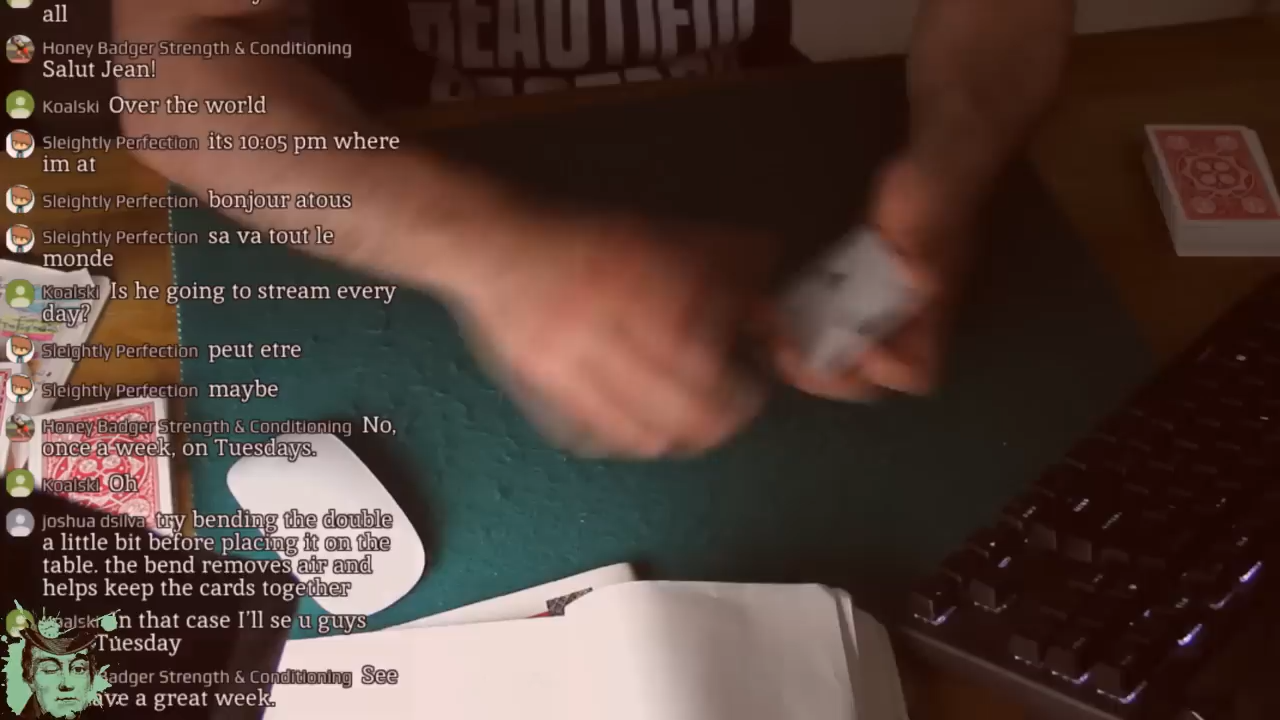 all
Honey Badger Strength & Conditioning
Salut Jean!
Koalski Over the world
Sleightly Perfection its 10:05 pm where
im at
Sleightly Perfection bonjour atous
Sleightly Perfection sa va tout le
monde
Koalski Is he going to stream every
day?
Sleightly Perfection peut etre
Sleightly Perfection maybe
Honey Badger Strength & Conditioning No,
once a week, on Tuesdays.
Koalski Oh
joshua dsilva try bending the double
a little bit before placing it on the
table. the bend removes air and
helps keep the cards together
Koalski in that case I'll se u guys
Tuesday
Badger Strength & Conditioning See
a great week.
BEAUTIFUL